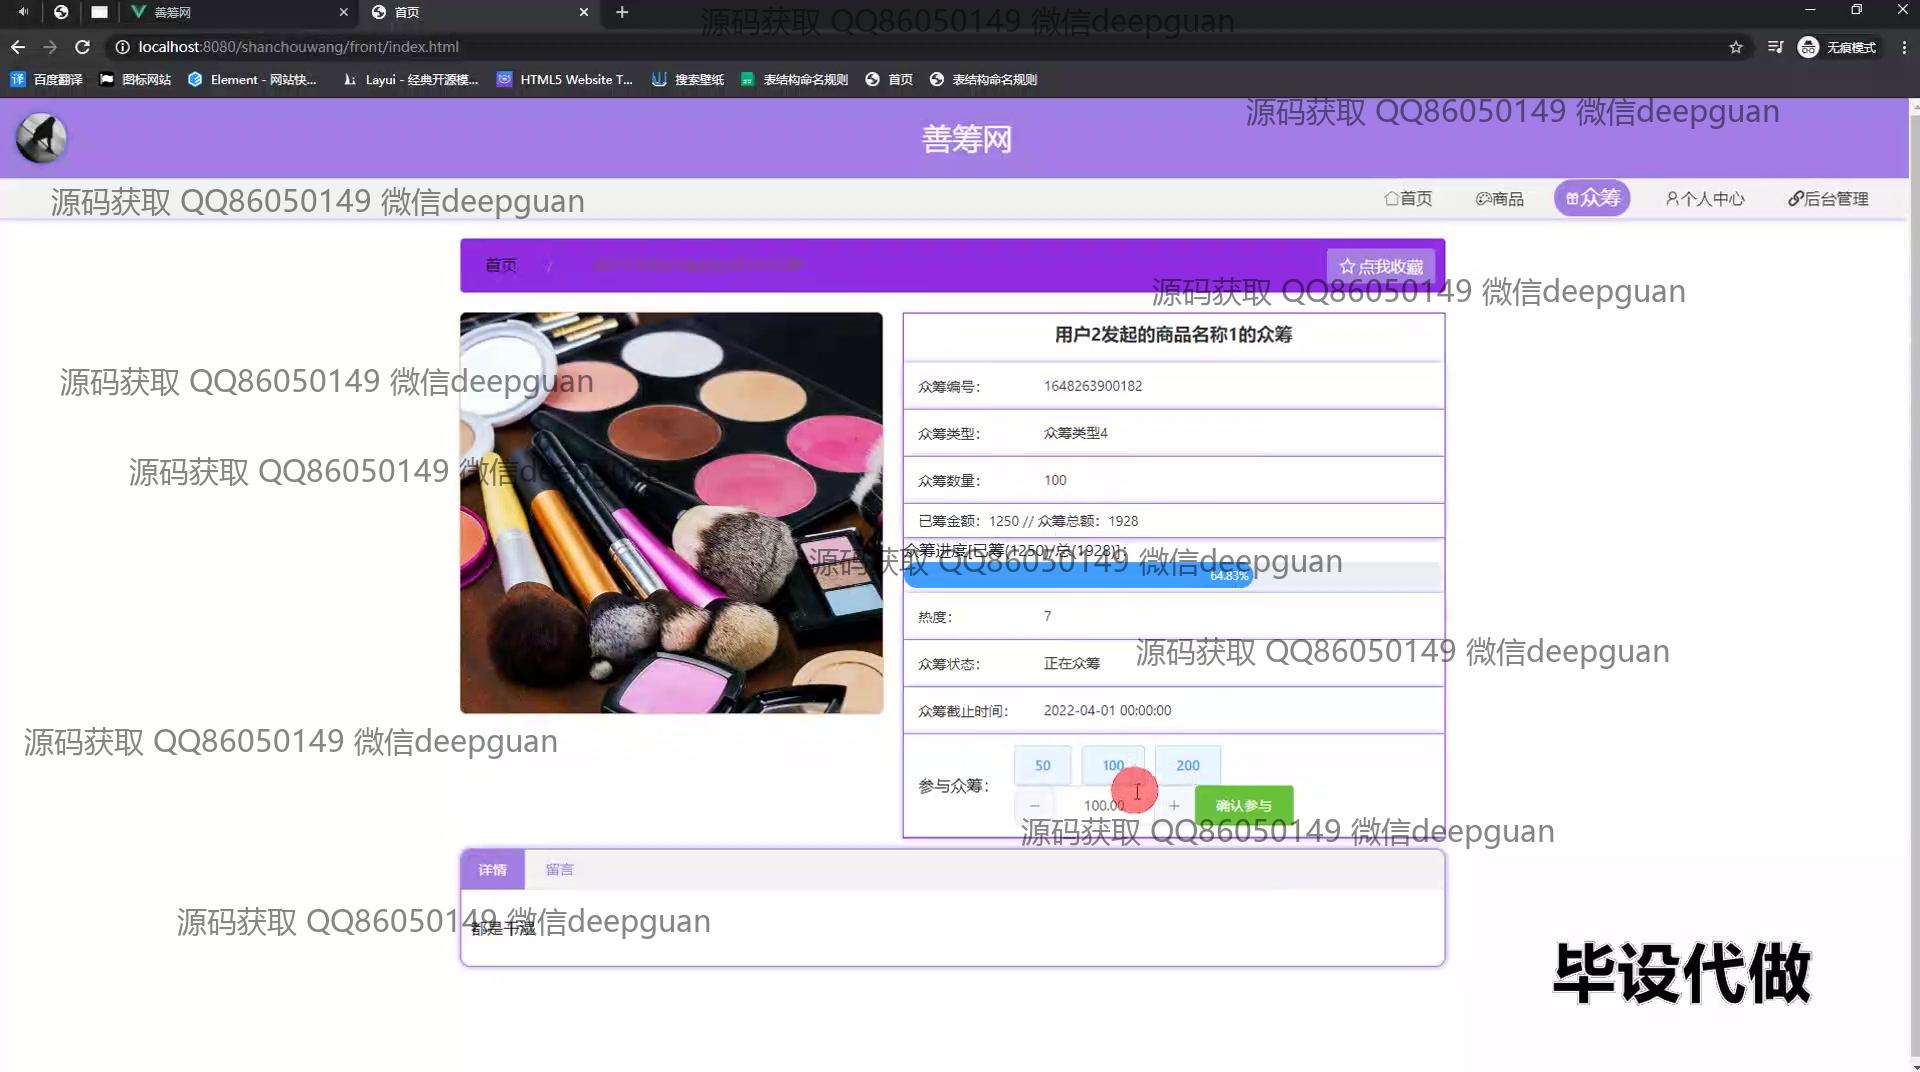 善筹网
首页
源码获取 QQ86050149 微信deepguan
localhost:8080/shanchouwang/front/index.html
无痕模式
百度翻译
图标网站
Element - 网站快...
Layui - 经典开源模...
HTML5 Website T...
搜索壁纸
表结构命名规则
首页
表结构命名规则
源码获取 QQ86050149 微信deepguan
善筹网
源码获取 QQ86050149 微信deepguan
首页
商品
众筹
个人中心
后台管理
首页
点我收藏
源码获取 QQ86050149 微信deepguan
用户2发起的商品名称1的众筹
源码获取 QQ86050149 微信deepguan
众筹编号： 1648263900182
众筹类型： 众筹类型4
源码获取 QQ86050149 微信deepguan
众筹数量： 100
已筹金额：1250 // 众筹总额：1928
众筹进度[已筹(1250)/总(1928)]：
源码获取 QQ86050149 微信deepguan
64.83%
热度： 7
源码获取 QQ86050149 微信deepguan
众筹状态： 正在众筹
众筹截止时间： 2022-04-01 00:00:00
源码获取 QQ86050149 微信deepguan
50 100 200
参与众筹：
− 100.00 + 确认参与
源码获取 QQ86050149 微信deepguan
详情 留言
源码获取 QQ86050149 微信deepguan
毕设代做